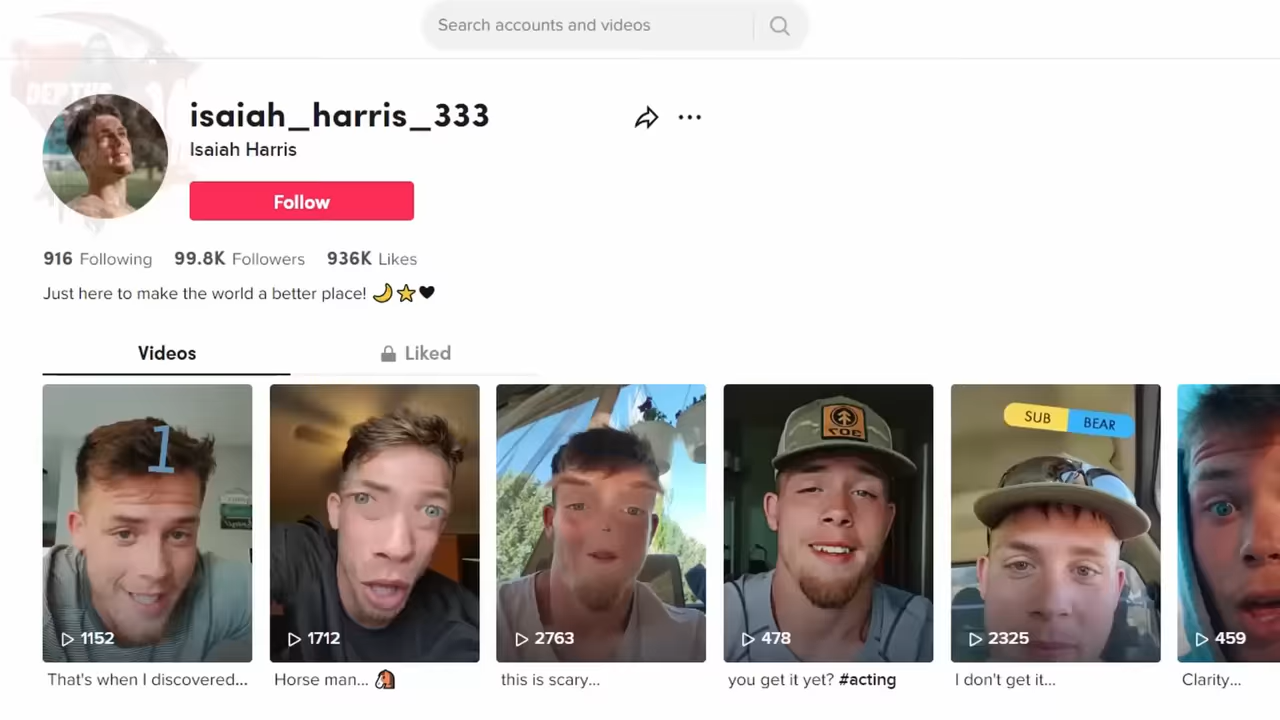 Search accounts and videos
DEPTHS
isaiah_harris_333
Isaiah Harris
Follow
916 Following 99.8K Followers 936K Likes
Just here to make the world a better place! 🌙⭐🖤
Videos Liked
1
SUB BEAR
1152 1712 2763 478 2325 459
That's when I discovered... Horse man... 🐴 this is scary... you get it yet? #acting I don't get it... Clarity...